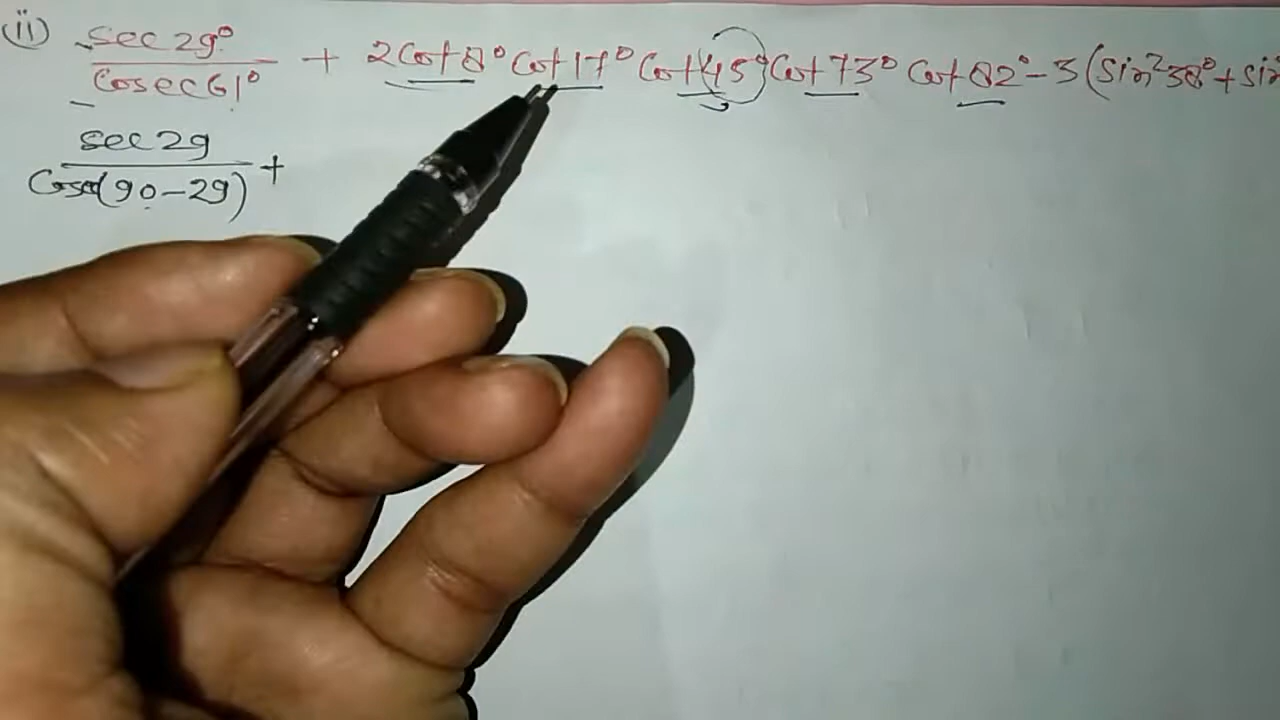 (ii) sec 29° / Cosec 61° + 2 Cot 8° Cot 17° Cot 45° Cot 73° Cot 82° - 3 (Sin² 38° + Sin²
sec 29 / Cosec (90 - 29) +